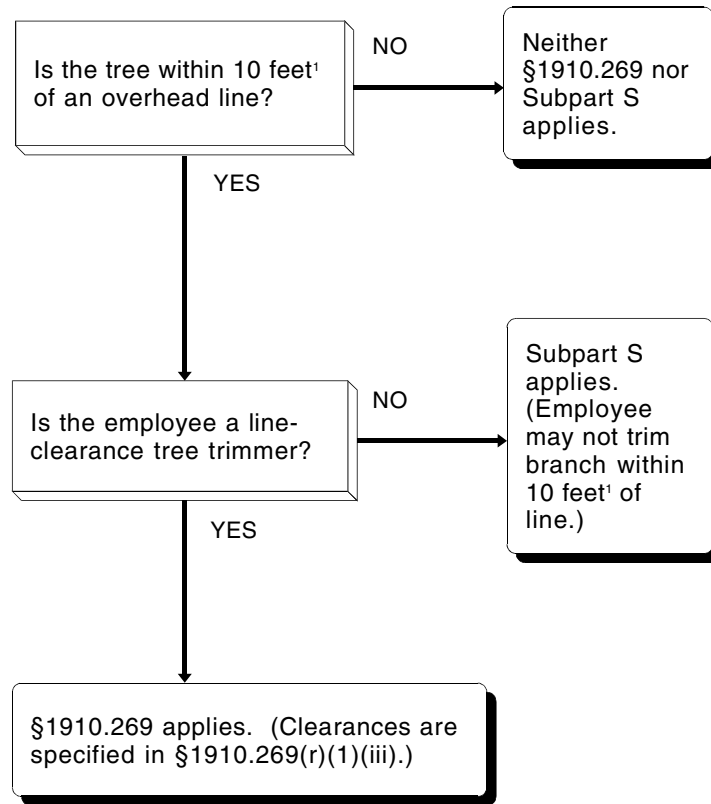 Is the tree within 10 feet¹
of an overhead line?
NO
Neither
§1910.269 nor
Subpart S
applies.
YES
Is the employee a line-
clearance tree trimmer?
NO
Subpart S
applies.
(Employee
may not trim
branch within
10 feet¹ of
line.)
YES
§1910.269 applies.  (Clearances are
specified in §1910.269(r)(1)(iii).)